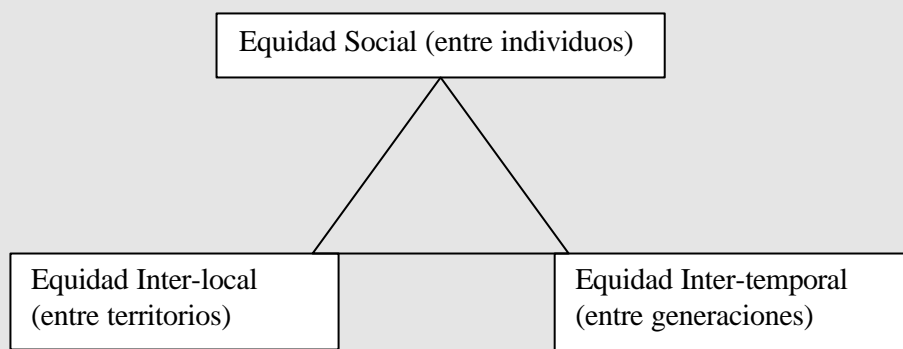 Equidad Social (entre individuos)
Equidad Inter-local
(entre territorios)
Equidad Inter-temporal
(entre generaciones)